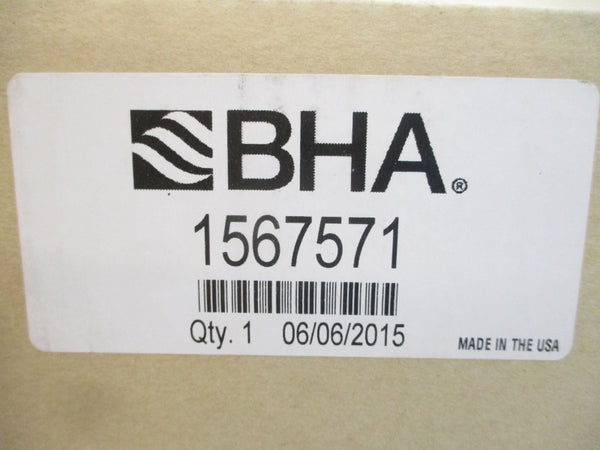 BHA®
1567571
Qty. 1 06/06/2015
MADE IN THE USA